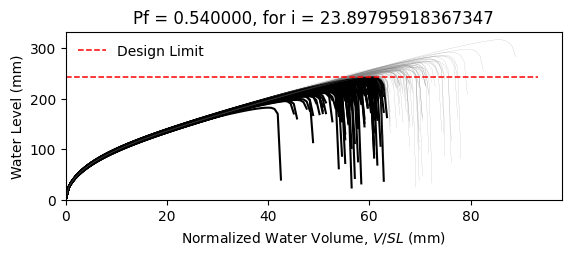 Pf = 0.540000, for i = 23.89795918367347
Design Limit
Water Level (mm)
300
200
100
0
0 20 40 60 80
Normalized Water Volume, V/SL (mm)